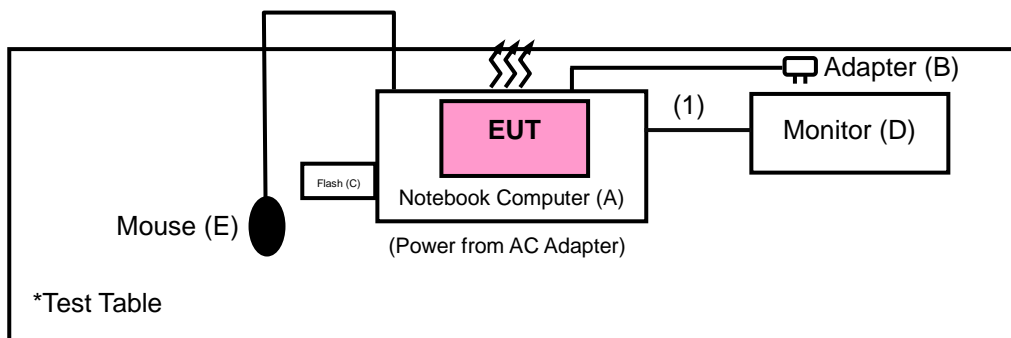 Adapter (B)
(1)
EUT
Monitor (D)
Flash (C)
Notebook Computer (A)
Mouse (E)
(Power from AC Adapter)
*Test Table